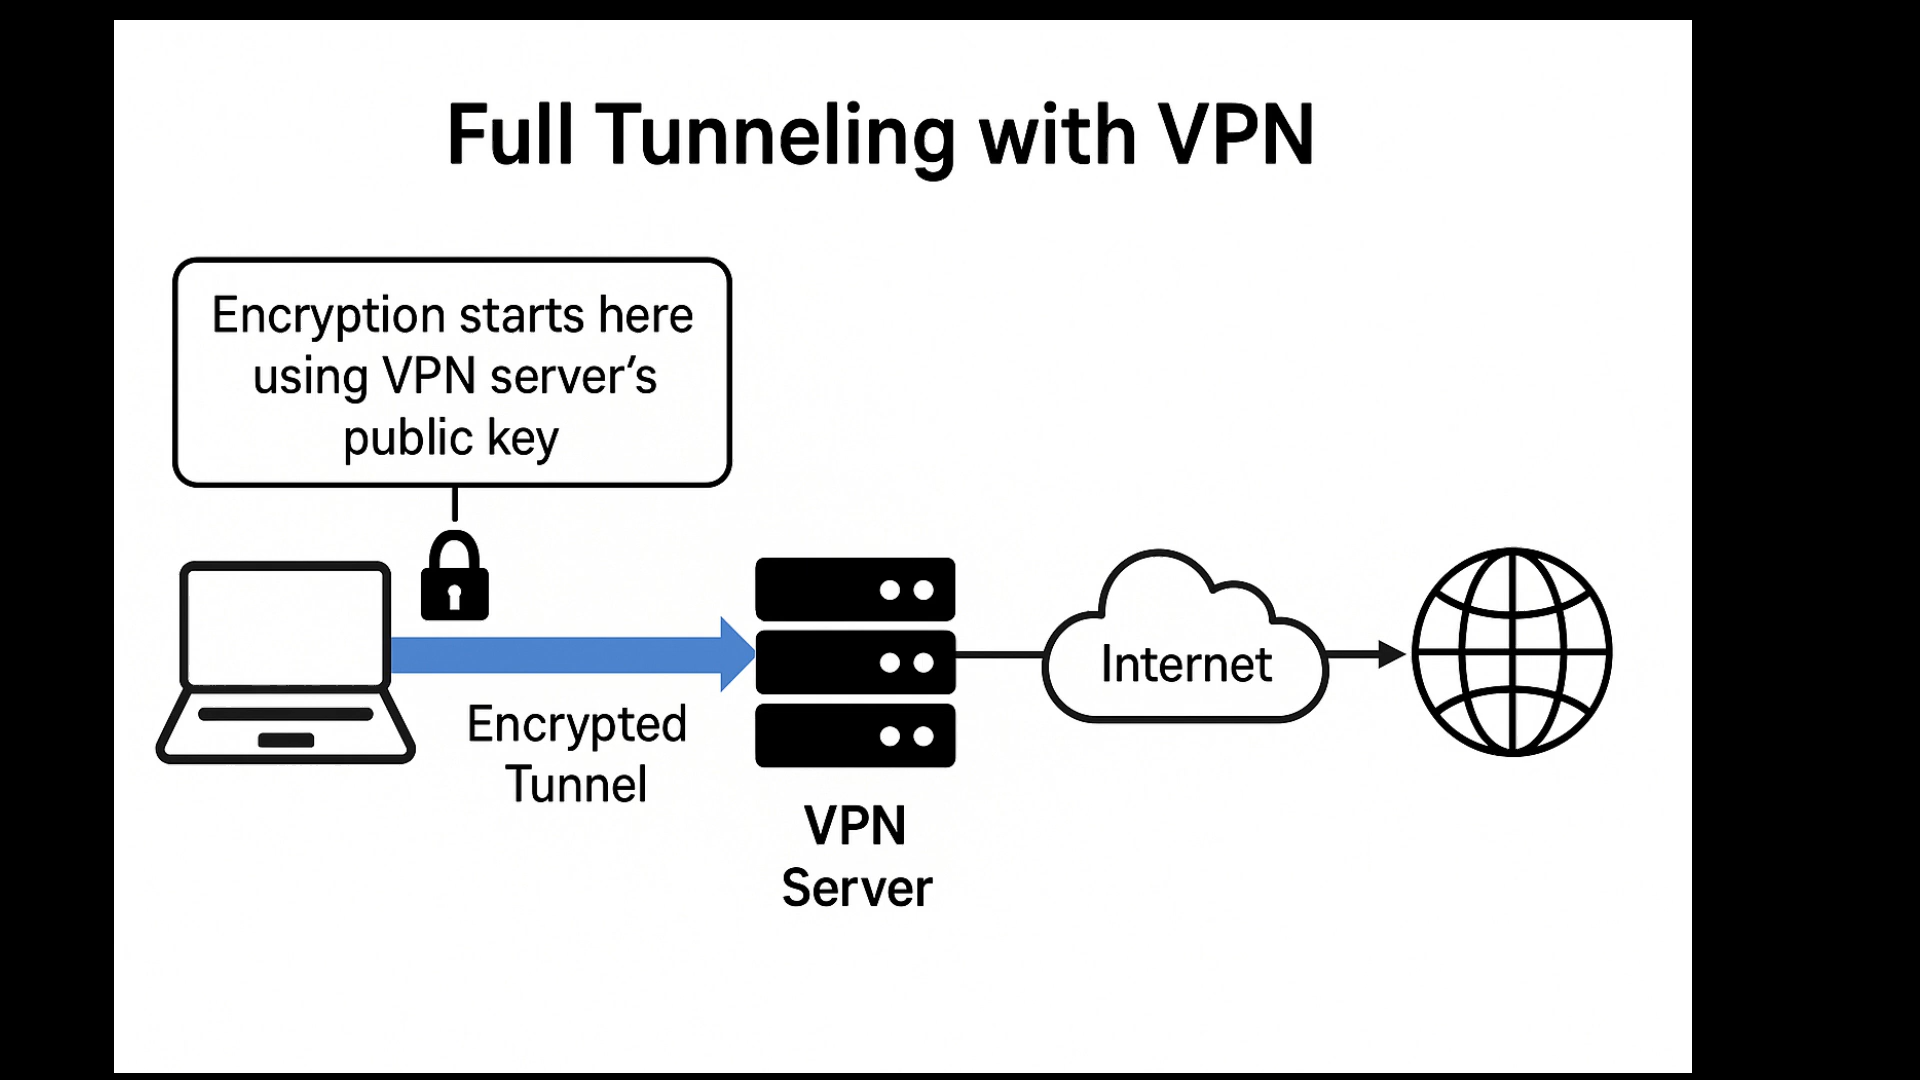 Full Tunneling with VPN
Encryption starts here
using VPN server's
public key
Encrypted
Tunnel
VPN
Server
Internet